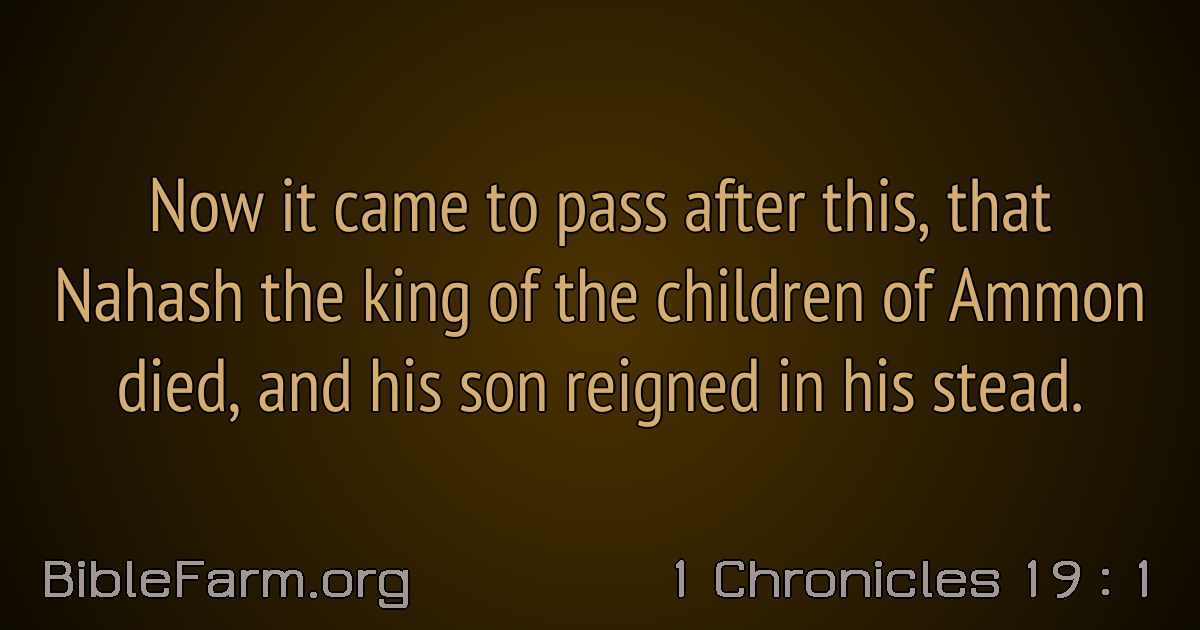 Now it came to pass after this, that
Nahash the king of the children of Ammon
died, and his son reigned in his stead.
BibleFarm.org
1 Chronicles 19 : 1